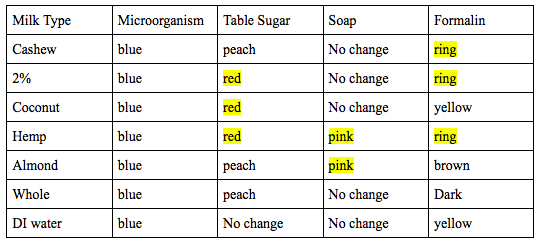 Milk Type Microorganism Table Sugar Soap Formalin
Cashew blue peach No change ring
2% blue red No change ring
Coconut blue red No change yellow
Hemp blue red pink ring
Almond blue peach pink brown
Whole blue peach No change Dark
DI water blue No change No change yellow